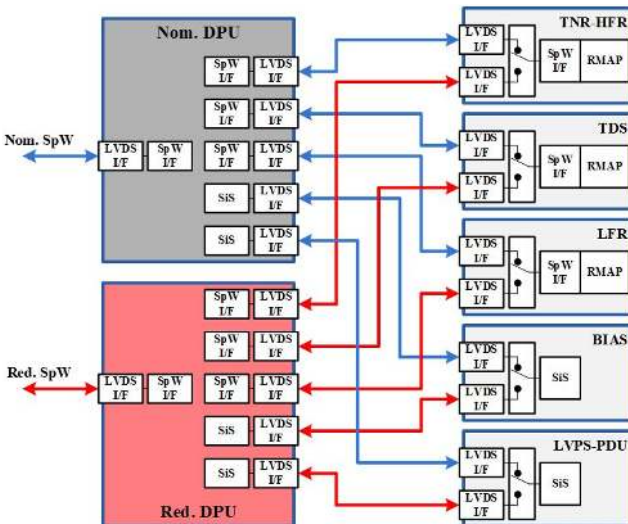 Nom. DPU
SpW
I/F
LVDS
I/F
SpW
I/F
LVDS
I/F
Nom. SpW
LVDS
I/F
SpW
I/F
SpW
I/F
LVDS
I/F
SiS
LVDS
I/F
SiS
LVDS
I/F
SpW
I/F
LVDS
I/F
SpW
I/F
LVDS
I/F
Red. SpW
LVDS
I/F
SpW
I/F
SpW
I/F
LVDS
I/F
SiS
LVDS
I/F
SiS
LVDS
I/F
Red. DPU
TNR-HFR
LVDS
I/F
LVDS
I/F
SpW
I/F
RMAP
TDS
LVDS
I/F
LVDS
I/F
SpW
I/F
RMAP
LFR
LVDS
I/F
LVDS
I/F
SpW
I/F
RMAP
BIAS
LVDS
I/F
LVDS
I/F
SiS
LVPS-PDU
LVDS
I/F
LVDS
I/F
SiS